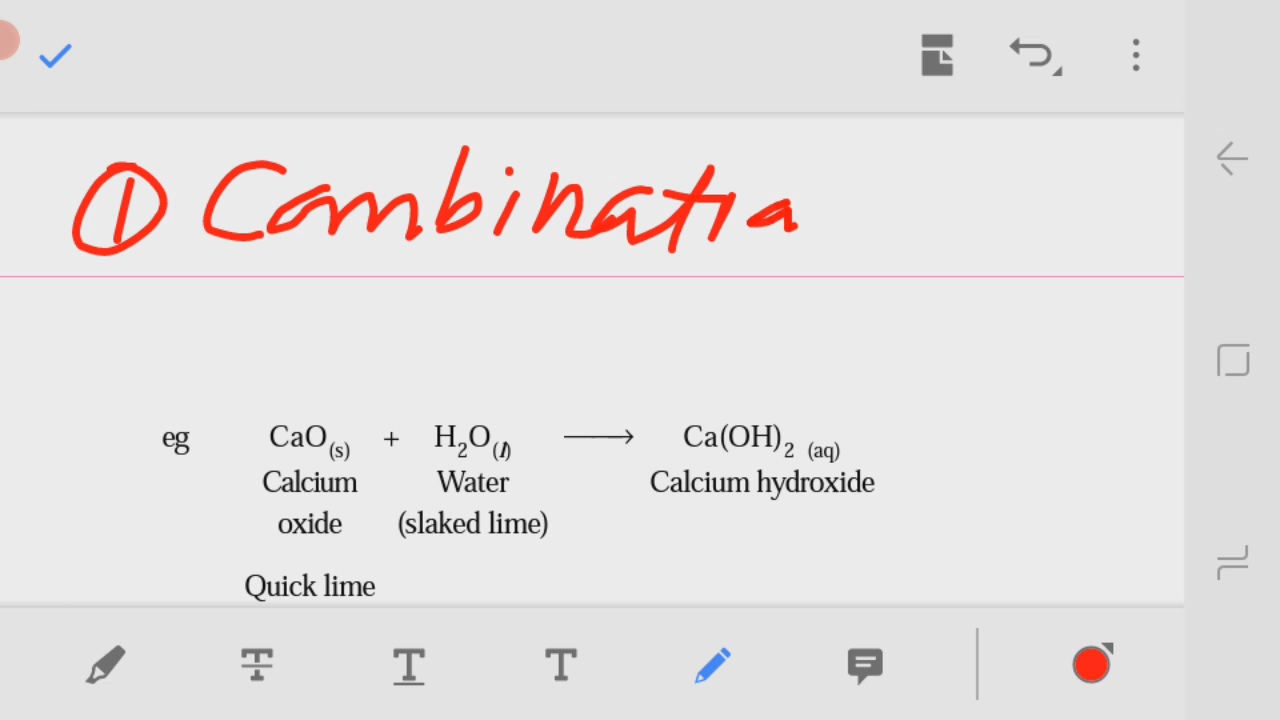 ① Combinatia
eg CaO(s) + H₂O(l) ⟶ Ca(OH)₂ (aq)
Calcium Water Calcium hydroxide
oxide (slaked lime)
Quick lime